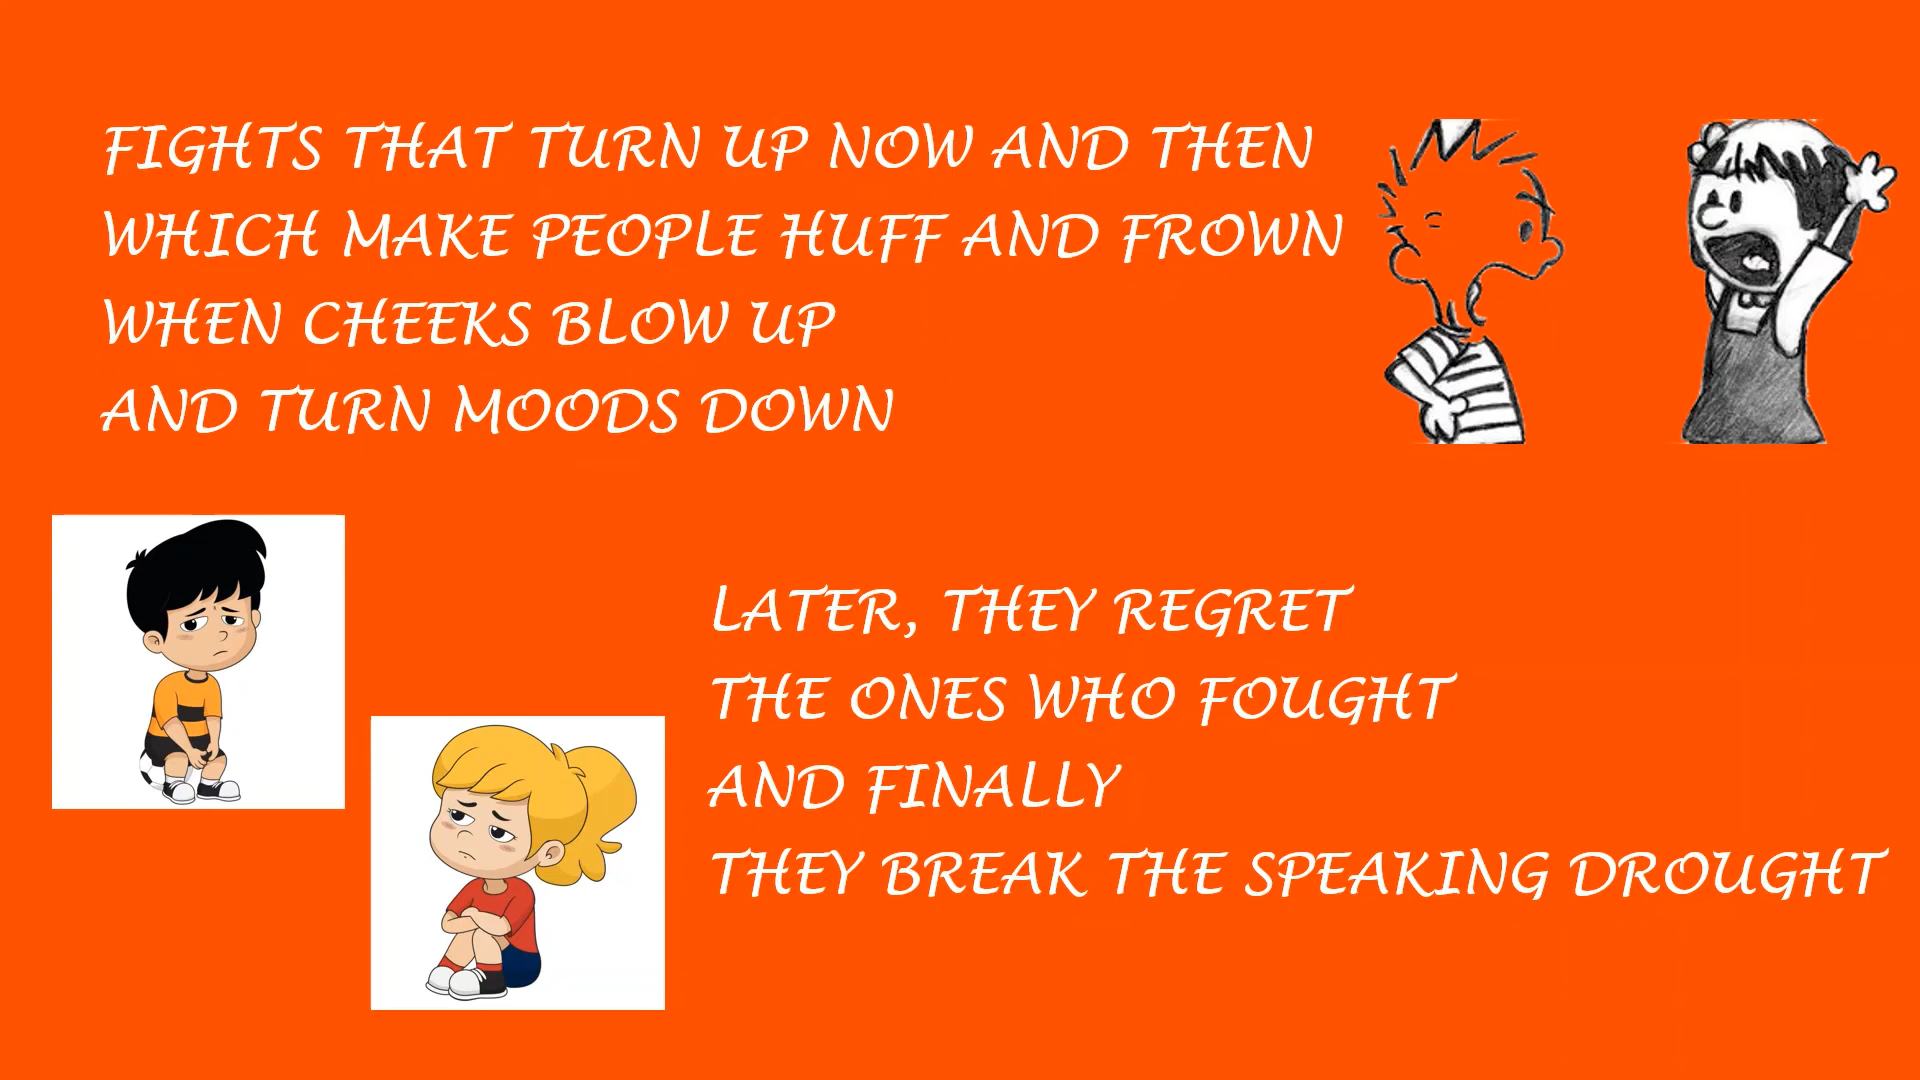 FIGHTS THAT TURN UP NOW AND THEN
WHICH MAKE PEOPLE HUFF AND FROWN
WHEN CHEEKS BLOW UP
AND TURN MOODS DOWN
LATER, THEY REGRET
THE ONES WHO FOUGHT
AND FINALLY
THEY BREAK THE SPEAKING DROUGHT